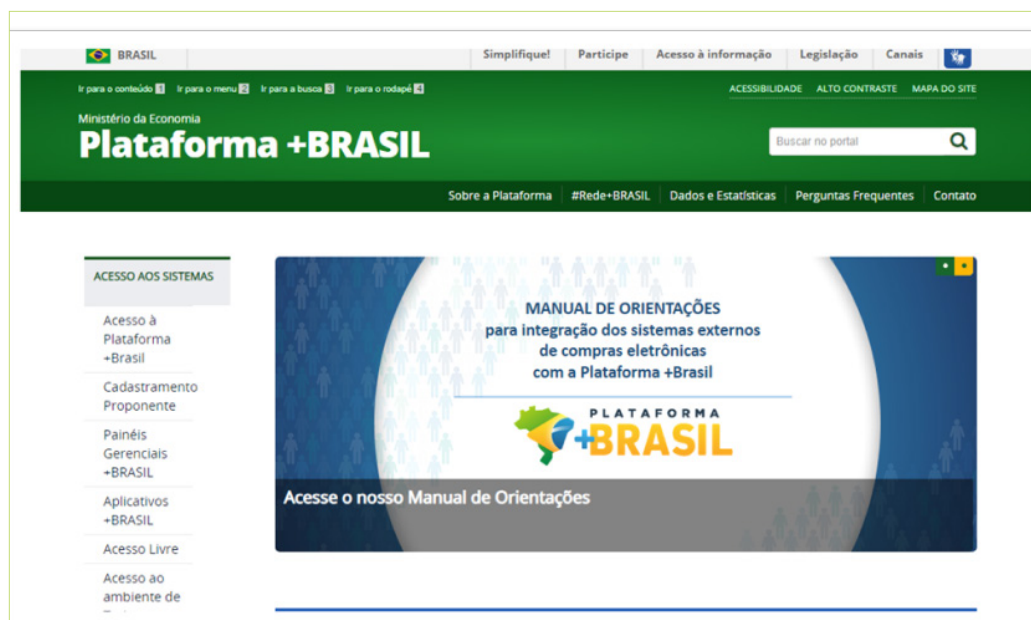 BRASIL
Simplifique! Participe Acesso à informação Legislação Canais
Ir para o conteúdo 1 Ir para o menu 2 Ir para a busca 3 Ir para o rodapé 4
ACESSIBILIDADE ALTO CONTRASTE MAPA DO SITE
Ministério da Economia
Plataforma +BRASIL
Buscar no portal
Sobre a Plataforma #Rede+BRASIL Dados e Estatísticas Perguntas Frequentes Contato
ACESSO AOS SISTEMAS
Acesso à
Plataforma
+Brasil
Cadastramento
Proponente
Painéis
Gerenciais
+BRASIL
Aplicativos
+BRASIL
Acesso Livre
Acesso ao
ambiente de
MANUAL DE ORIENTAÇÕES
para integração dos sistemas externos
de compras eletrônicas
com a Plataforma +Brasil
PLATAFORMA
+BRASIL
Acesse o nosso Manual de Orientações